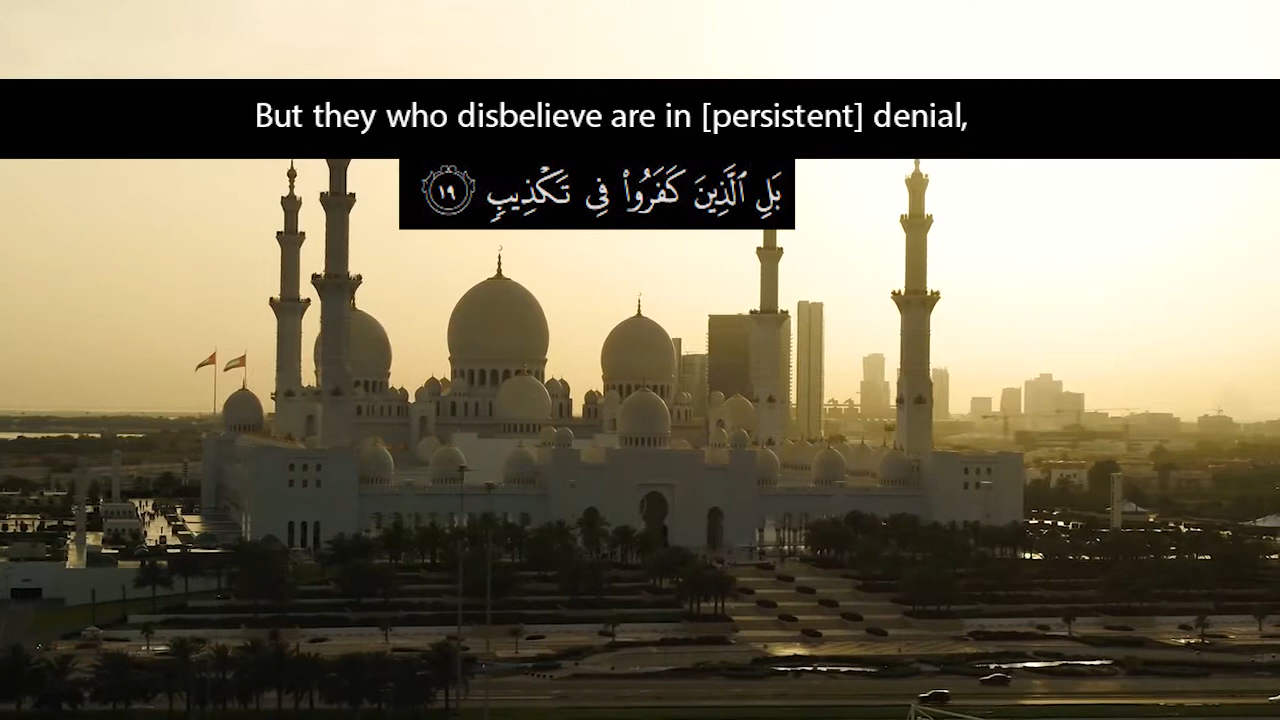 But they who disbelieve are in [persistent] denial,
بَلِ ٱلَّذِينَ كَفَرُوا۟ فِى تَكْذِيبٍ ١٩